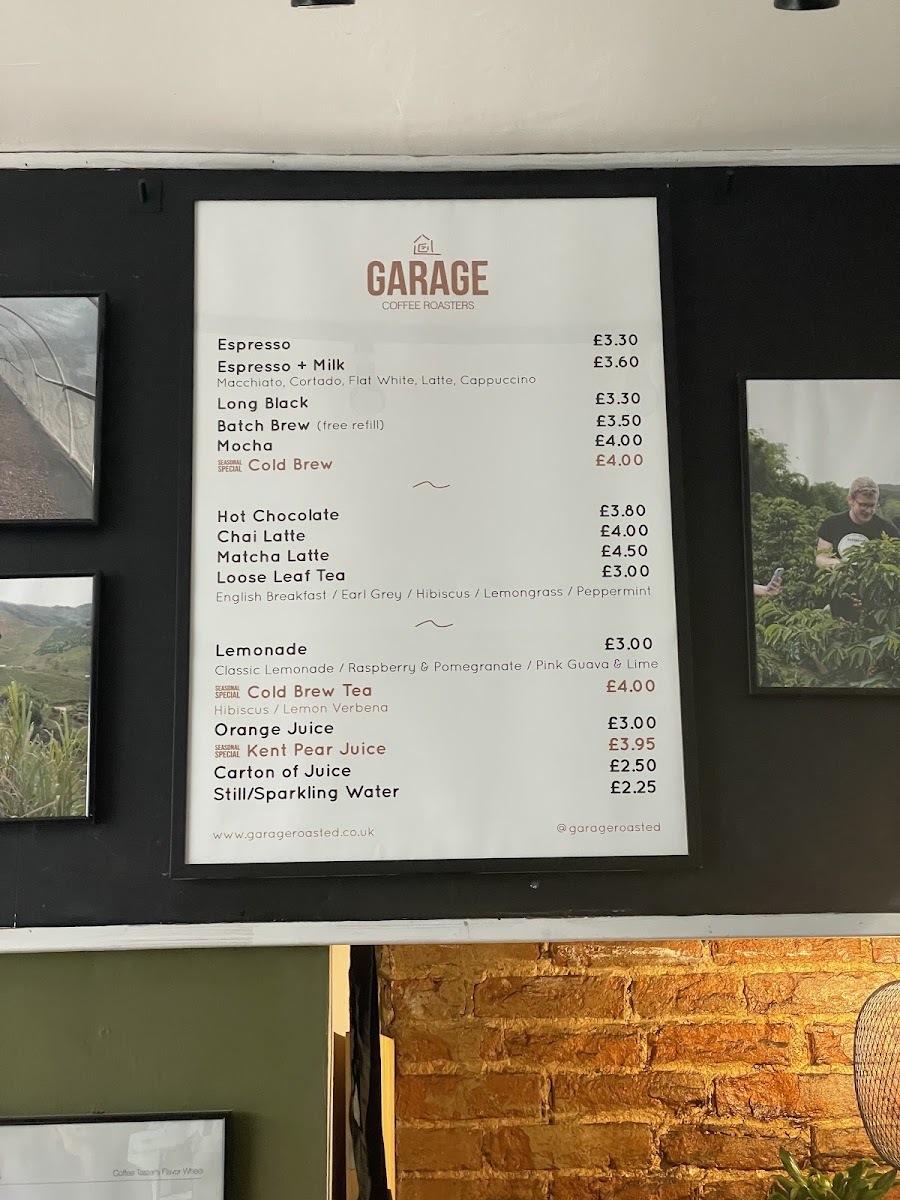 GARAGE
COFFEE ROASTERS
Espresso £3.30
Espresso + Milk £3.60
Macchiato, Cortado, Flat White, Latte, Cappuccino
Long Black £3.30
Batch Brew (free refill) £3.50
Mocha £4.00
SEASONAL SPECIAL Cold Brew £4.00
Hot Chocolate £3.80
Chai Latte £4.00
Matcha Latte £4.50
Loose Leaf Tea £3.00
English Breakfast / Earl Grey / Hibiscus / Lemongrass / Peppermint
Lemonade £3.00
Classic Lemonade / Raspberry & Pomegranate / Pink Guava & Lime
SEASONAL SPECIAL Cold Brew Tea £4.00
Hibiscus / Lemon Verbena
Orange Juice £3.00
SEASONAL SPECIAL Kent Pear Juice £3.95
Carton of Juice £2.50
Still/Sparkling Water £2.25
www.garageroasted.co.uk @garageroasted
Coffee Taster's Flavor Wheel